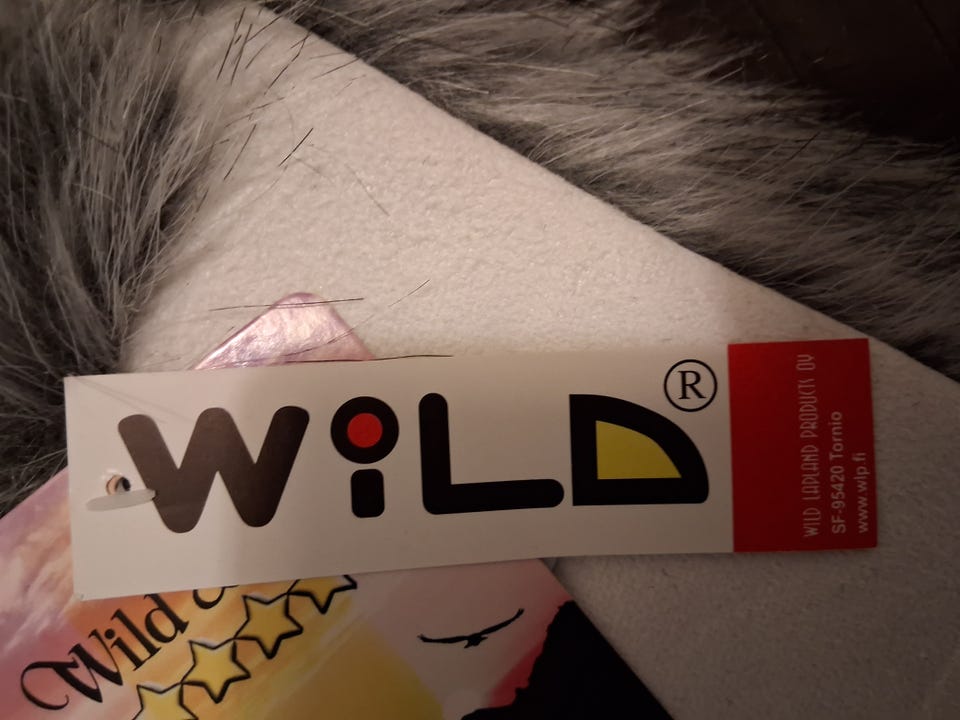 WiLD ®
WILD LAPLAND PRODUCTS OY
SF-95420 Tornio
www.wlp.fi
Wild